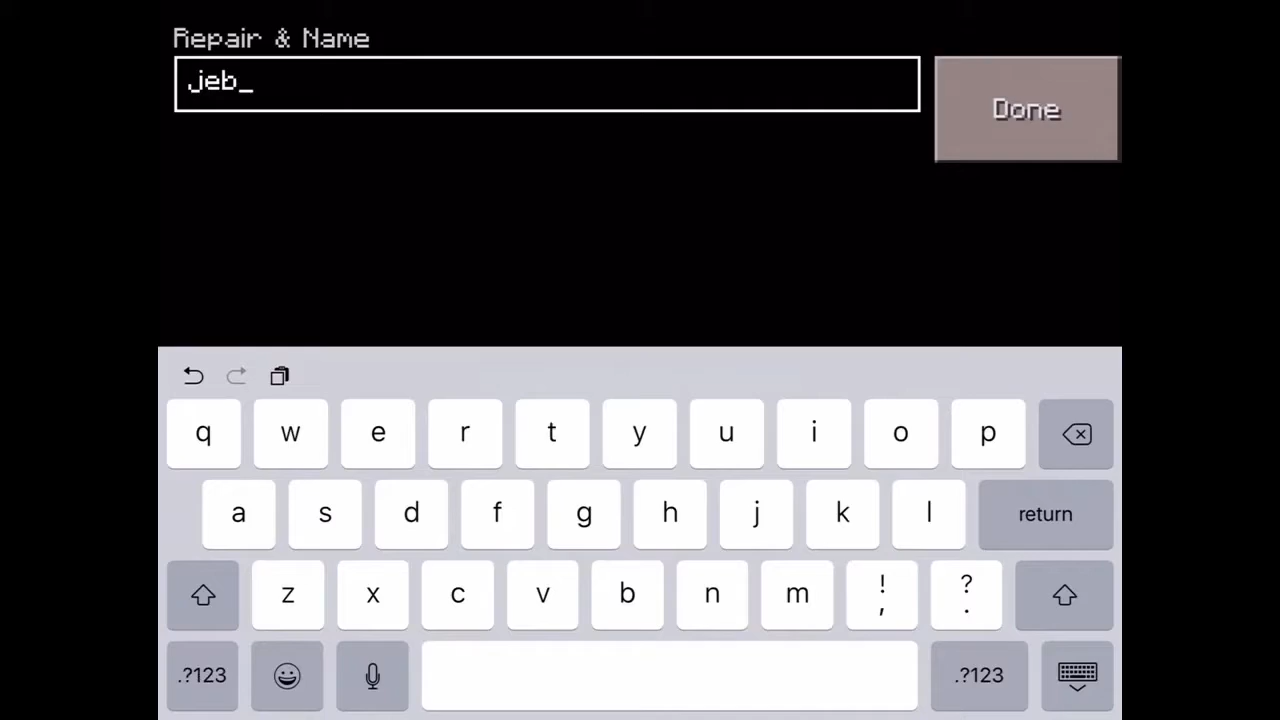 Repair & Name
jeb_
Done
q w e r t y u i o p
a s d f g h j k l return
z x c v b n m ! , ? .
.?123 .?123